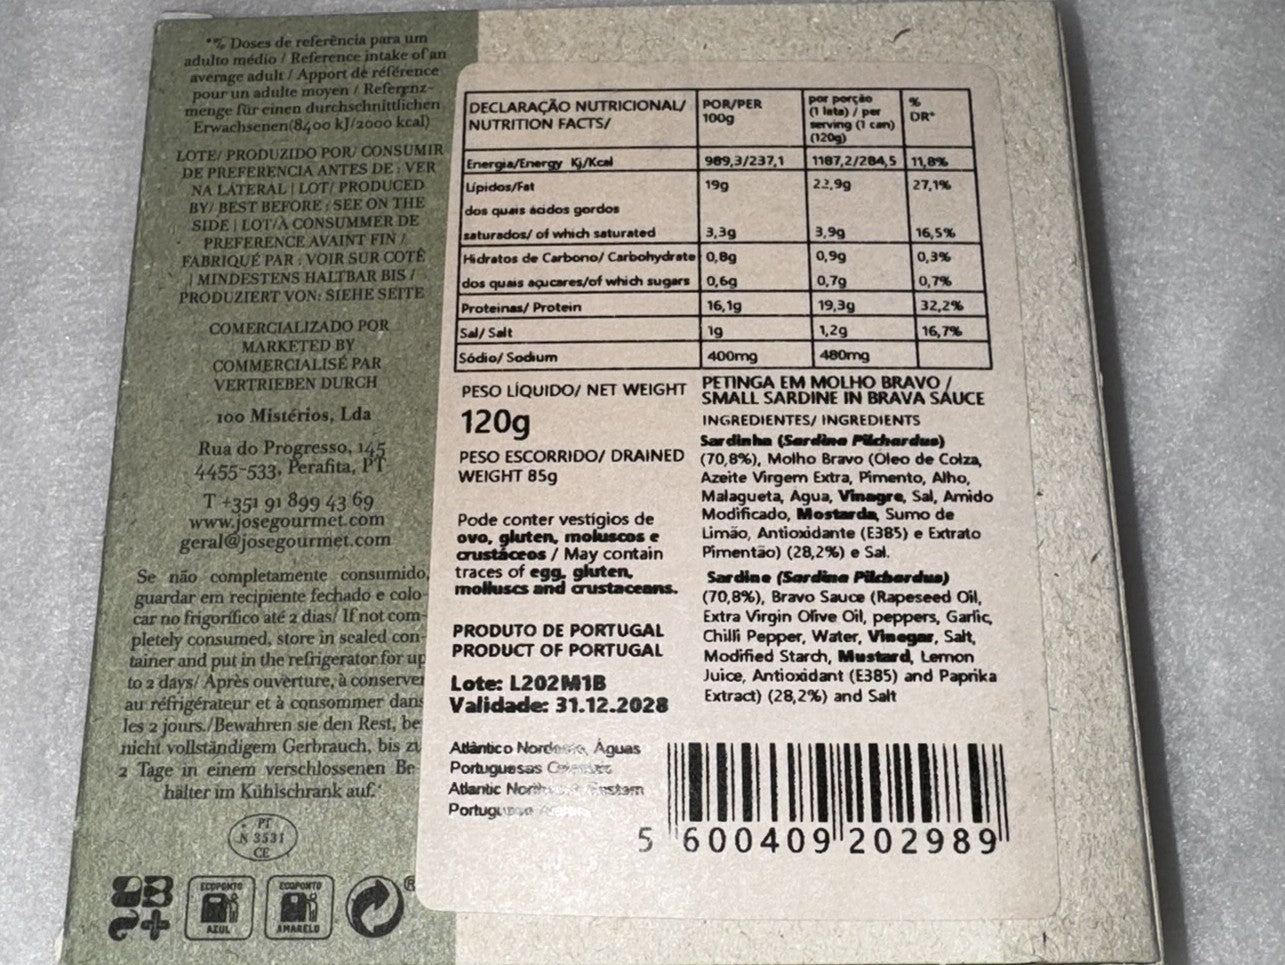 *% Doses de referência para um
adulto médio / Reference intake of an
average adult / Apport de référence
pour un adulte moyen / Referenz-
menge für einen durchschnittlichen
Erwachsenen(8400 kJ/2000 kcal)
LOTE/ PRODUZIDO POR/ CONSUMIR
DE PREFERENCIA ANTES DE : VER
NA LATERAL | LOT/ PRODUCED
BY/ BEST BEFORE : SEE ON THE
SIDE | LOT/À CONSUMMER DE
PREFERENCE AVAINT FIN /
FABRIQUÉ PAR : VOIR SUR COTÊ
| MINDESTENS HALTBAR BIS /
PRODUZIERT VON: SIEHE SEITE
COMERCIALIZADO POR
MARKETED BY
COMMERCIALISÉ PAR
VERTRIEBEN DURCH
100 Mistérios, Lda
Rua do Progresso, 145
4455-533, Perafita, PT
T +351 91 899 43 69
www.josegourmet.com
geral@josegourmet.com
Se não completamente consumido,
guardar em recipiente fechado e colo-
car no frigorífico até 2 dias/ If not com-
pletely consumed, store in sealed con-
tainer and put in the refrigerator for up
to 2 days/ Après ouverture, à conserver
au réfrigérateur et à consommer dans
les 2 jours./Bewahren sie den Rest, bei
nicht vollständigem Gerbrauch, bis zu
2 Tage in einem verschlossenen Be-
hälter im Kühlschrank auf.
PT
N 3531
CE
ECOPONTO
AZUL
ECOPONTO
AMARELO
®
DECLARAÇÃO NUTRICIONAL/ POR/PER por porção %
NUTRITION FACTS/ 100g (1 lata) / per DR*
serving (1 can)
(120g)
Energia/Energy Kj/Kcal 989,3/237,1 1187,2/284,5 11,8%
Lípidos/Fat 19g 22,9g 27,1%
dos quais ácidos gordos
saturados/ of which saturated 3,3g 3,9g 16,5%
Hidratos de Carbono/ Carbohydrate 0,8g 0,9g 0,3%
dos quais açucares/of which sugars 0,6g 0,7g 0,7%
Proteinas/ Protein 16,1g 19,3g 32,2%
Sal/ Salt 1g 1,2g 16,7%
Sódio/ Sodium 400mg 480mg
PESO LÍQUIDO/ NET WEIGHT
120g
PESO ESCORRIDO/ DRAINED
WEIGHT 85g
Pode conter vestígios de
ovo, gluten, moluscos e
crustáceos / May contain
traces of egg, gluten,
molluscs and crustaceans.
PRODUTO DE PORTUGAL
PRODUCT OF PORTUGAL
Lote: L202M1B
Validade: 31.12.2028
Atlântico Águas
Portuguesas
Atlantic
PETINGA EM MOLHO BRAVO /
SMALL SARDINE IN BRAVA SAUCE
INGREDIENTES/ INGREDIENTS
Sardinha (Sardina Pilchardus)
(70,8%), Molho Bravo (Oleo de Colza,
Azeite Virgem Extra, Pimento, Alho,
Malagueta, Água, Vinagre, Sal, Amido
Modificado, Mostarda, Sumo de
Limão, Antioxidante (E385) e Extrato
Pimentão) (28,2%) e Sal.
Sardine (Sardina Pilchardus)
(70,8%), Bravo Sauce (Rapeseed Oil,
Extra Virgin Olive Oil, peppers, Garlic,
Chilli Pepper, Water, Vinegar, Salt,
Modified Starch, Mustard, Lemon
Juice, Antioxidant (E385) and Paprika
Extract) (28,2%) and Salt
5 600409 202989